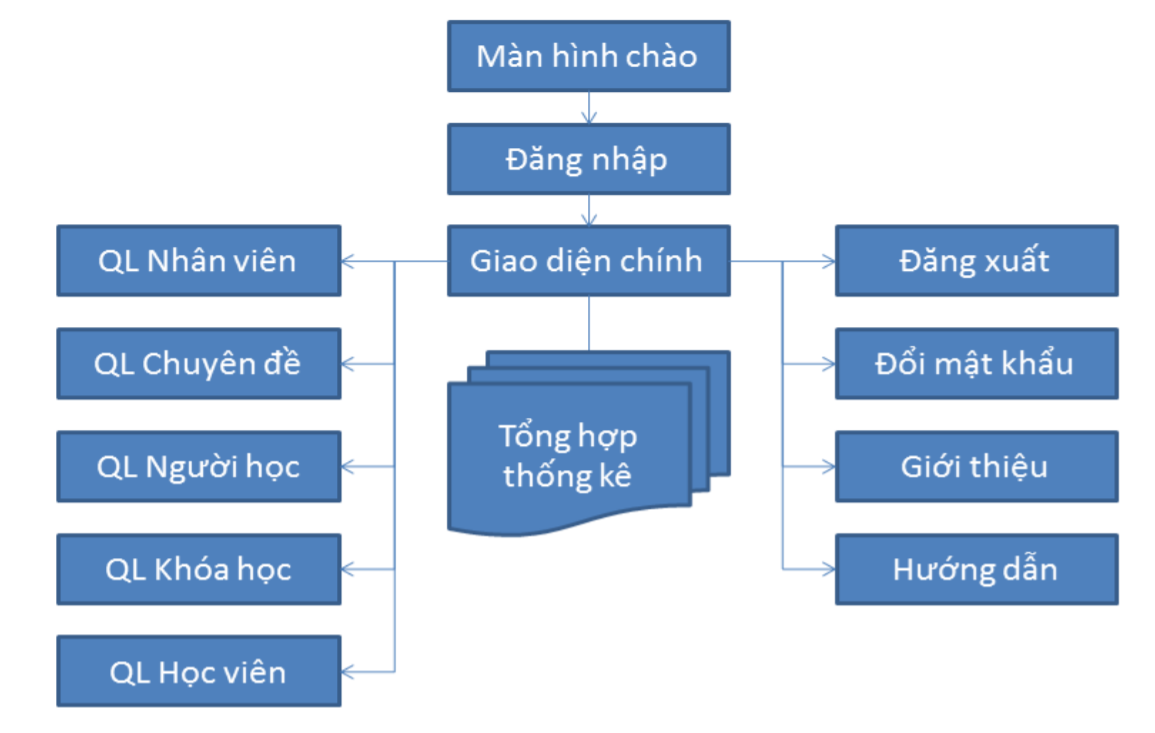 Màn hình chào
Đăng nhập
QL Nhân viên
Giao diện chính
Đăng xuất
QL Chuyên đề
Đổi mật khẩu
Tổng hợp
thống kê
QL Người học
Giới thiệu
QL Khóa học
Hướng dẫn
QL Học viên